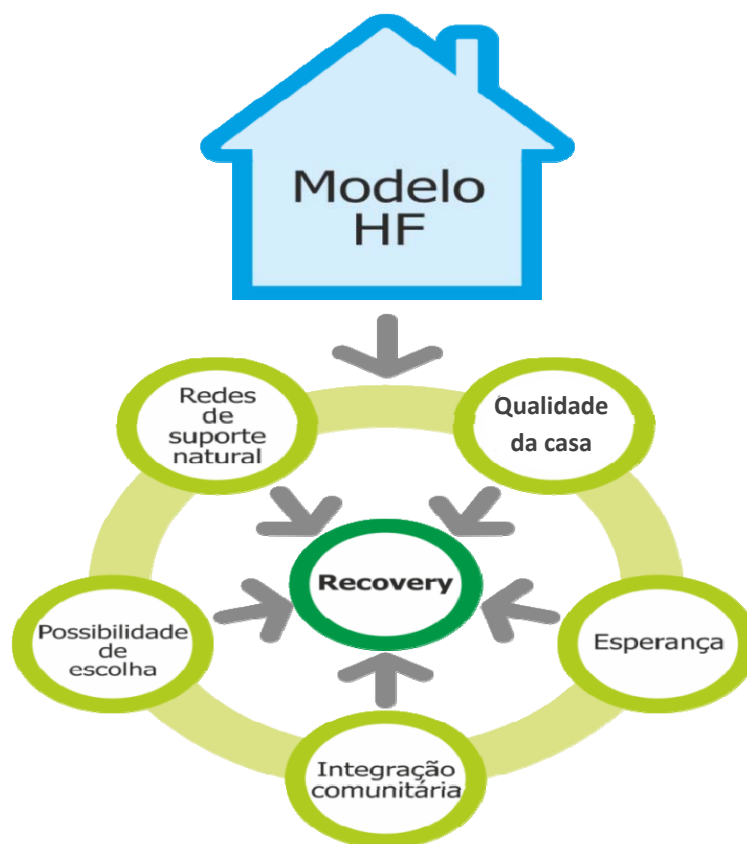 Modelo
HF
Redes
de
suporte
natural
Qualidade
da casa
Recovery
Possibilidade
de
escolha
Esperança
Integração
comunitária